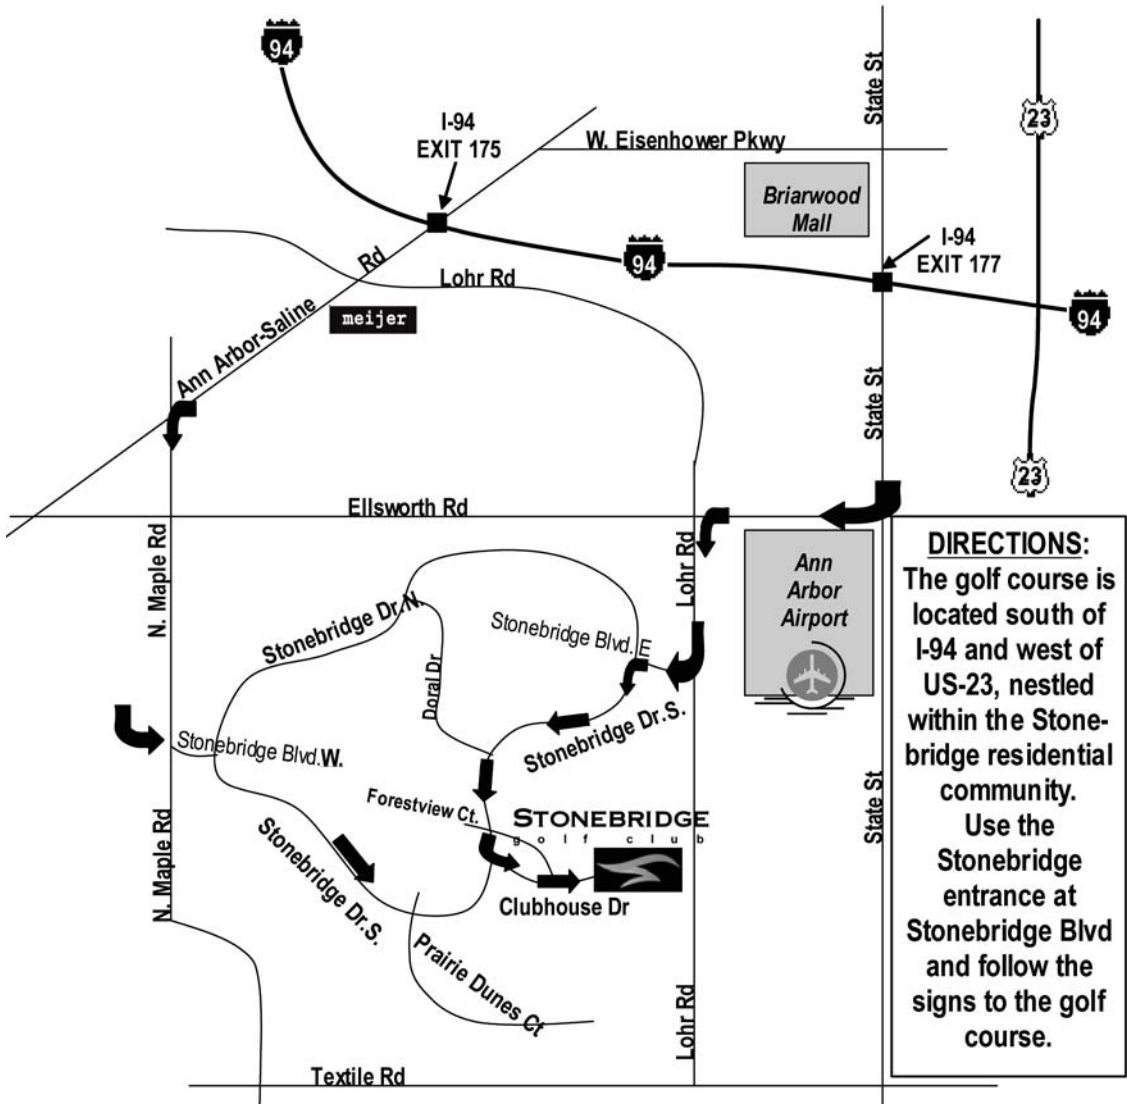 94
State St
23
I-94
EXIT 175
W. Eisenhower Pkwy
Briarwood
Mall
I-94
EXIT 177
Rd
94
Lohr Rd
94
Ann Arbor-Saline
meijer
State St
23
Ellsworth Rd
N. Maple Rd
Lohr Rd
Ann
Arbor
Airport
Stonebridge Dr.N.
Stonebridge Blvd. E
Doral Dr
Stonebridge Dr.S.
Stonebridge Blvd.W.
Forestview Ct.
STONEBRIDGE
golf club
State St
N. Maple Rd
Stonebridge Dr.S.
Clubhouse Dr
Prairie Dunes Ct
Lohr Rd
Textile Rd
DIRECTIONS:
The golf course is
located south of
I-94 and west of
US-23, nestled
within the Stone-
bridge residential
community.
Use the
Stonebridge
entrance at
Stonebridge Blvd
and follow the
signs to the golf
course.